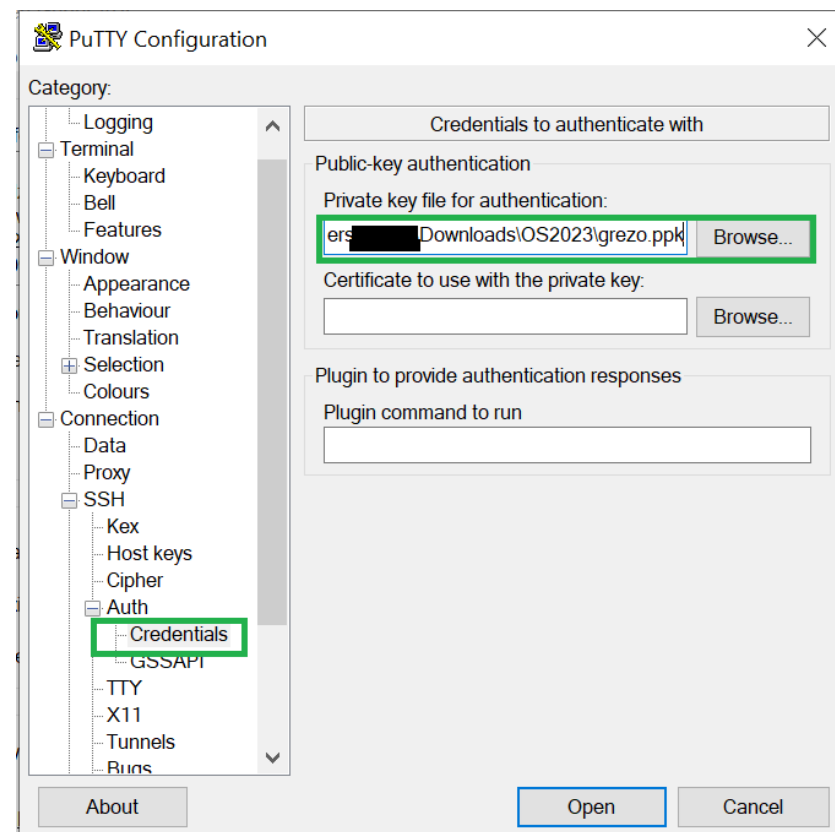 PuTTY Configuration
Category:
Logging
Terminal
Keyboard
Bell
Features
Window
Appearance
Behaviour
Translation
Selection
Colours
Connection
Data
Proxy
SSH
Kex
Host keys
Cipher
Auth
Credentials
GSSAPI
TTY
X11
Tunnels
Bugs
Credentials to authenticate with
Public-key authentication
Private key file for authentication:
ers Downloads\OS2023\grezo.ppk Browse...
Certificate to use with the private key:
Browse...
Plugin to provide authentication responses
Plugin command to run
About Open Cancel